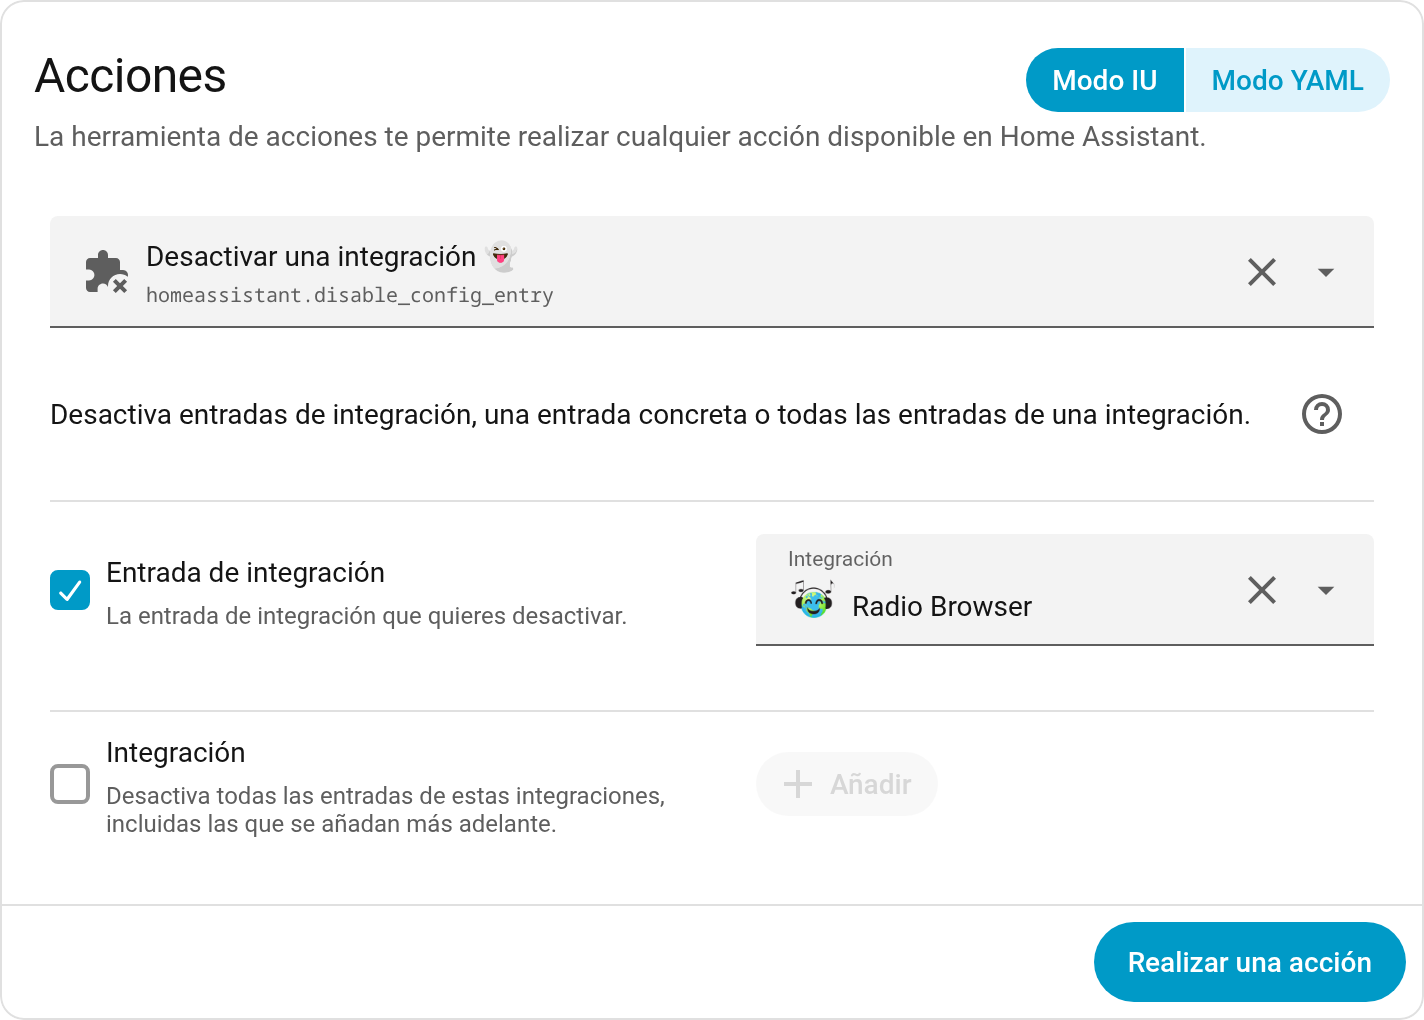 Acciones
Modo IU
Modo YAML
La herramienta de acciones te permite realizar cualquier acción disponible en Home Assistant.
Desactivar una integración 👻
homeassistant.disable_config_entry
Desactiva entradas de integración, una entrada concreta o todas las entradas de una integración.
Entrada de integración
La entrada de integración que quieres desactivar.
Integración
Radio Browser
Integración
Desactiva todas las entradas de estas integraciones,
incluidas las que se añadan más adelante.
Añadir
Realizar una acción